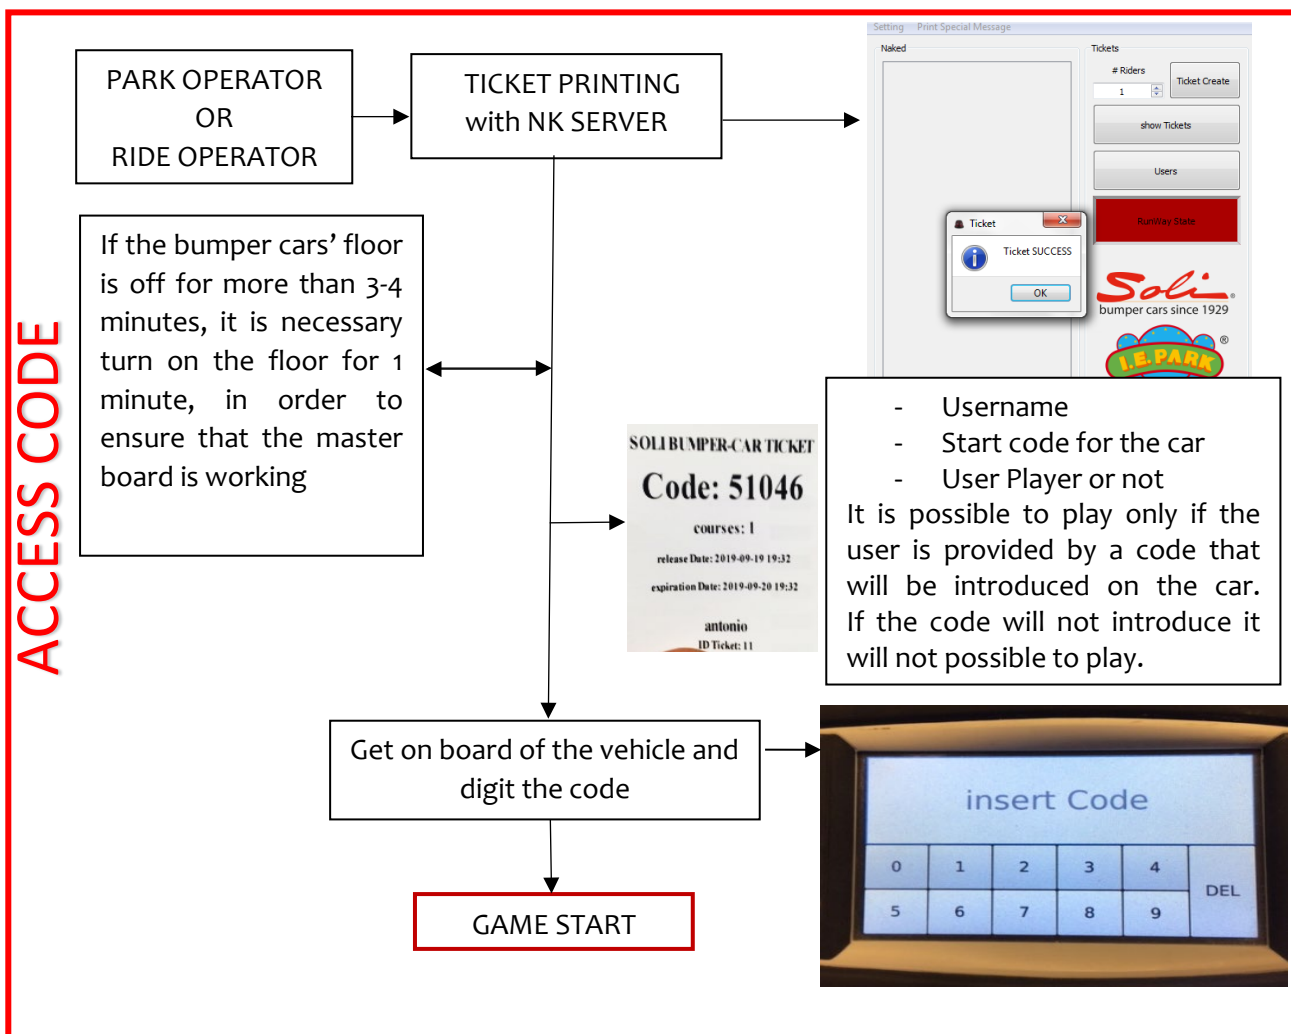 ACCESS CODE
PARK OPERATOR
OR
RIDE OPERATOR
TICKET PRINTING
with NK SERVER
Setting Print Special Message
Naked
Tickets
# Riders
1
Ticket Create
show Tickets
Users
RunWay State
Ticket
Ticket SUCCESS
OK
Soli®
bumper cars since 1929
I.E. PARK®
If the bumper cars’ floor
is off for more than 3-4
minutes, it is necessary
turn on the floor for 1
minute, in order to
ensure that the master
board is working
SOLI BUMPER-CAR TICKET
Code: 51046
courses: 1
release Date: 2019-09-19 19:32
expiration Date: 2019-09-20 19:32
antonio
ID Ticket: 11
- Username
- Start code for the car
- User Player or not
It is possible to play only if the
user is provided by a code that
will be introduced on the car.
If the code will not introduce it
will not possible to play.
Get on board of the vehicle and
digit the code
insert Code
0 1 2 3 4
DEL
5 6 7 8 9
GAME START